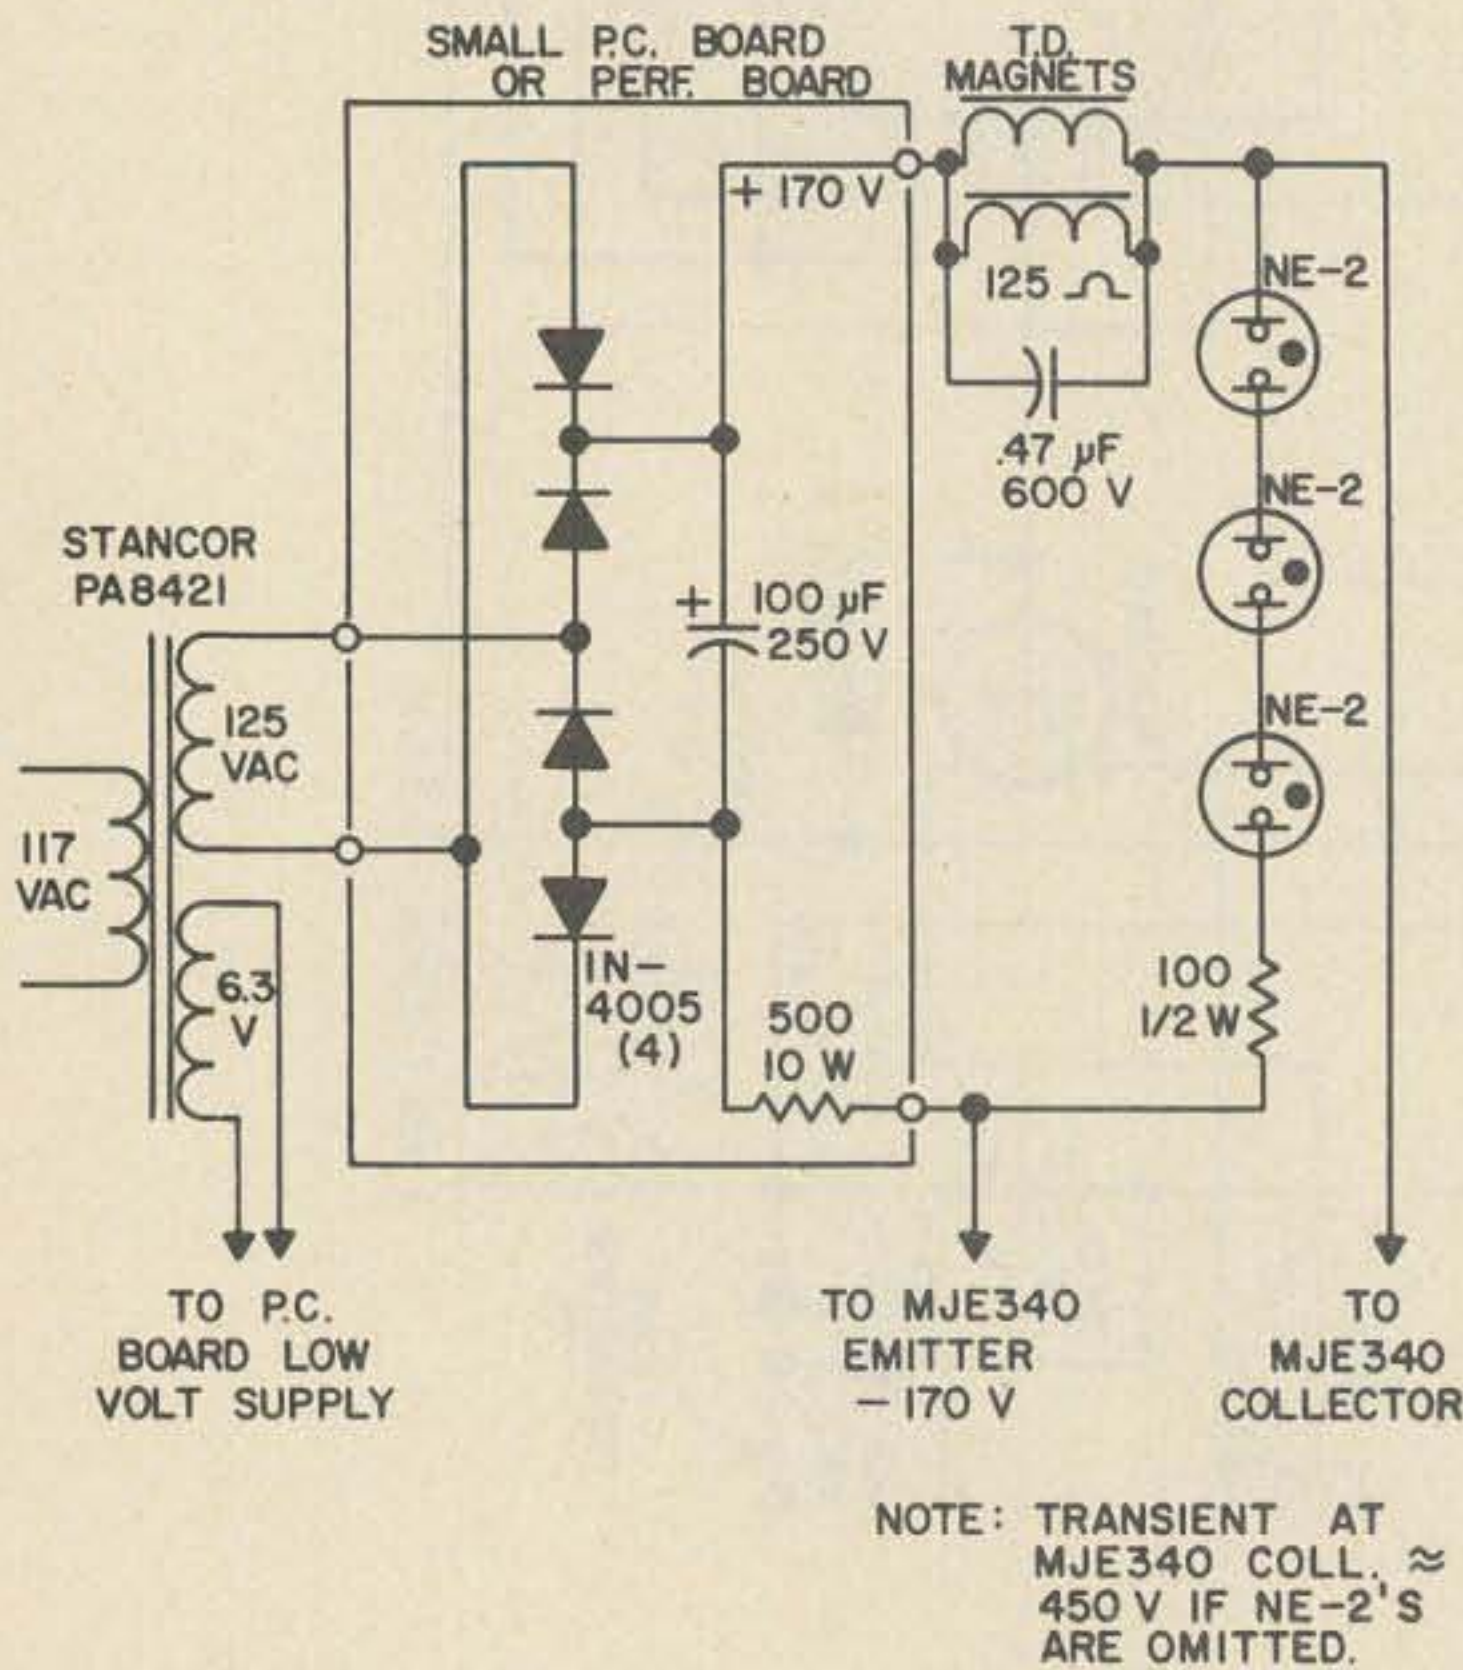 SMALL P.C. BOARD
OR PERF. BOARD
T.D.
MAGNETS
+ 170 V
125 Ω
.47 µF
600 V
NE-2
NE-2
NE-2
STANCOR
PA8421
125
VAC
117
VAC
6.3
V
+ 100 µF
250 V
IN-
4005
(4)
500
10 W
100
1/2 W
TO P.C.
BOARD LOW
VOLT SUPPLY
TO MJE340
EMITTER
- 170 V
TO
MJE340
COLLECTOR
NOTE: TRANSIENT AT
MJE340 COLL. ≈
450 V IF NE-2'S
ARE OMITTED.